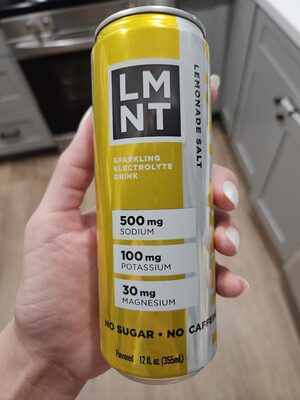 LM
NT
LEMONADE SALT
SPARKLING
ELECTROLYTE
DRINK
500 mg
SODIUM
100 mg
POTASSIUM
30 mg
MAGNESIUM
NO SUGAR • NO
Flavored 12 fl. oz. (355mL)